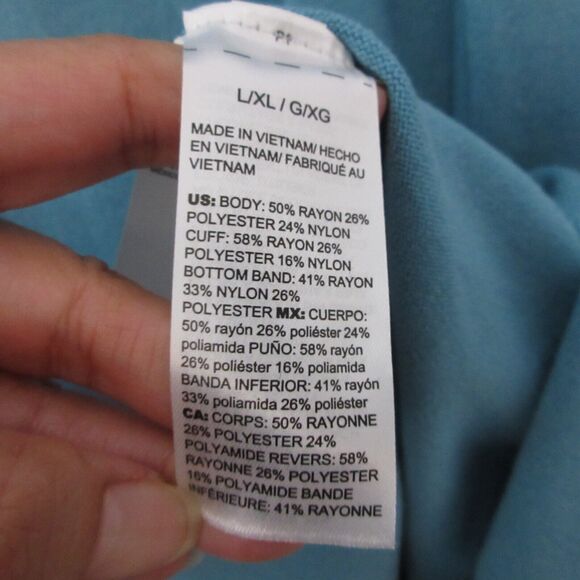 L/XL / G/XG
MADE IN VIETNAM/ HECHO
EN VIETNAM/ FABRIQUÉ AU
VIETNAM
US: BODY: 50% RAYON 26%
POLYESTER 24% NYLON
CUFF: 58% RAYON 26%
POLYESTER 16% NYLON
BOTTOM BAND: 41% RAYON
33% NYLON 26%
POLYESTER MX: CUERPO:
50% rayón 26% poliéster 24%
poliamida PUÑO: 58% rayón
26% poliéster 16% poliamida
BANDA INFERIOR: 41% rayón
33% poliamida 26% poliéster
CA: CORPS: 50% RAYONNE
26% POLYESTER 24%
POLYAMIDE REVERS: 58%
RAYONNE 26% POLYESTER
16% POLYAMIDE BANDE
INFÉRIEURE: 41% RAYONNE